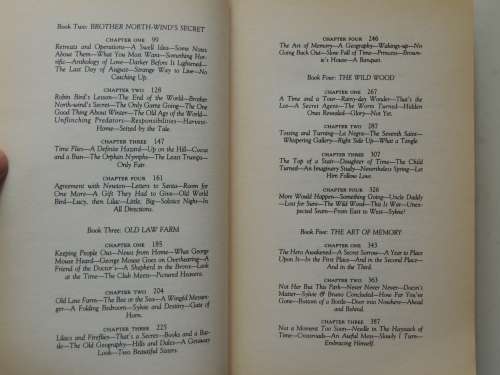 Book Two: BROTHER NORTH-WIND'S SECRET
CHAPTER ONE 99
Retreats and Operations—A Swell Idea—Some Notes
About Them—What You Want—Something Hor-
rific—Anthology of Love—Darker Before It Lightened—
The Last Day of August—Strange Way to Live—No
Catching Up
CHAPTER TWO 128
Robin Bird's Lesson—The End of the World—Brother
North-wind's Secret—The Only Game Going—The One
Good Thing About Winter—The Old Age of the World—
Unflinching Predators—Responsibilities—Harvest-
Home—Seized by the Tale.
CHAPTER THREE 147
Time Flies—A Definite Hazard—Up on the Hill—Cocoa
and a Bun—The Orphan Nymphs—The Least Trumps—
Only Fair.
CHAPTER FOUR 161
Agreement with Newton—Letters to Santa—Room for
One More—A Gift They Had to Give—Old World
Bird—Lucy, then Lilac—Little, Big—Solstice Night—In
All Directions.
Book Three: OLD LAW FARM
CHAPTER ONE 185
Keeping People Out—News from Home—What George
Mouse Heard—George Mouse Goes on Overhearing—A
Friend of the Doctor's—A Shepherd in the Bronx—Look
at the Time—The Club Meets—Pictured Heavens.
CHAPTER TWO 204
Old Law Farm—The Bee or the Sea—A Wingèd Messen-
ger—A Folding Bedroom—Sylvie and Destiny—Gate of
Horn.
CHAPTER THREE 225
Lilacs and Fireflies—That's a Secret—Books and a Bat-
tle—The Old Geography—Hills and Dales—A Getaway
Look—Two Beautiful Sisters.
CHAPTER FOUR 246
The Art of Memory—A Geography—Wakings-up—No
Going Back Out—Slow Fall of Time—Princess—Brown-
ie's House—A Banquet.
Book Four: THE WILD WOOD
CHAPTER ONE 267
A Time and a Tour—Rainy-day Wonder—That's the
Lot—A Secret Agent—The Worm Turned—Hidden
Ones Revealed—Glory—Not Yet.
CHAPTER TWO 287
Tossing and Turning—La Negra—The Seventh Saint—
Whispering Gallery—Right Side Up—What a Tangle
CHAPTER THREE 307
The Top of a Stair—Daughter of Time—The Child
Turned—An Imaginary Study—Nevertheless Spring—Let
Him Follow Love.
CHAPTER FOUR 326
More Would Happen—Something Going—Uncle Daddy
—Lost for Sure—The Wild Wood—This Is War—Unex-
pected Seam—From East to West—Sylvie?
Book Five: THE ART OF MEMORY
CHAPTER ONE 343
The Hero Awakened—A Secret Sorrow—A Year to Place
Upon It—In the First Place—And in the Second Place—
And in the Third.
CHAPTER TWO 363
Not Her But This Park—Never Never Never—Doesn't
Matter—Sylvie & Bruno Concluded—How Far You've
Gone—Bottom of a Bottle—Door into Nowhere—Ahead
and Behind.
CHAPTER THREE 387
Not a Moment Too Soon—Needle in The Haystack of
Time—Crossroads—An Awful Mess—Slowly I Turn—
Embracing Himself.